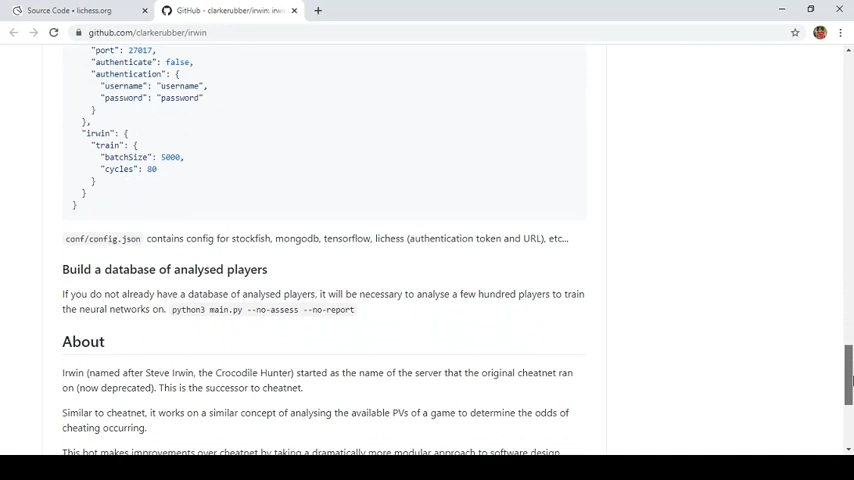 Source Code • lichess.org
GitHub - clarkerubber/irwin: irwi
github.com/clarkerubber/irwin
"port": 27017,
"authenticate": false,
"authentication": {
"username": "username",
"password": "password"
}
},
"irwin": {
"train": {
"batchSize": 5000,
"cycles": 80
}
}
}
conf/config.json contains config for stockfish, mongodb, tensorflow, lichess (authentication token and URL), etc...
Build a database of analysed players
If you do not already have a database of analysed players, it will be necessary to analyse a few hundred players to train
the neural networks on. python3 main.py --no-assess --no-report
About
Irwin (named after Steve Irwin, the Crocodile Hunter) started as the name of the server that the original cheatnet ran
on (now deprecated). This is the successor to cheatnet.
Similar to cheatnet, it works on a similar concept of analysing the available PVs of a game to determine the odds of
cheating occurring.
This bot makes improvements over cheatnet by taking a dramatically more modular approach to software design